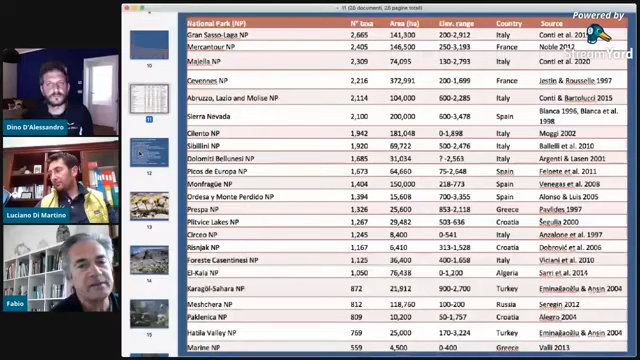 11 (28 documenti, 28 pagine totali)
Powered by
StreamYard
National Park (NP) N° taxa Area (ha) Elev. range Country Source
Gran Sasso-Laga NP 2,665 141,300 200-2,912 Italy Conti et al. 2019
Mercantour NP 2,405 146,500 250-3,193 France Noble 2012
Majella NP 2,309 74,095 130-2,793 Italy Conti et al. 2020
Cevennes NP 2,216 372,991 200-1,699 France Jestin & Rousselle 1997
Abruzzo, Lazio and Molise NP 2,114 104,000 600-2,285 Italy Conti & Bartolucci 2015
Sierra Nevada 2,100 200,000 600-3,478 Spain Blanca 1996, Blanca et al. 1998
Cilento NP 1,942 181,048 0-1,898 Italy Moggi 2002
Sibillini NP 1,920 69,722 500-2,476 Italy Ballelli et al. 2010
Dolomiti Bellunesi NP 1,685 31,034 ? -2,563 Italy Argenti & Lasen 2001
Picos de Europa NP 1,673 64,660 75-2,648 Spain Felpete et al. 2011
Monfragüe NP 1,404 150,000 218-773 Spain Venegas et al. 2008
Ordesa y Monte Perdido NP 1,394 15,608 700-3,355 Spain Alonso & Luis 2005
Prespa NP 1,326 25,600 853-2,118 Greece Pavlides 1997
Plitvice Lakes NP 1,267 29,482 503-636 Croatia Šegulja 2000
Circeo NP 1,245 8,400 0-541 Italy Anzalone et al. 1997
Risnjak NP 1,167 6,410 313-1,528 Croatia Dobrović et al. 2006
Foreste Casentinesi NP 1,125 36,400 400-1,658 Italy Viciani et al. 2010
El-Kala NP 1,050 76,438 0-1,200 Algeria Sarri et al. 2014
Karagöl-Sahara NP 872 21,912 900-2,700 Turkey Eminağaoğlu & Anşin 2004
Meshchera NP 812 118,760 100-200 Russia Seregin 2012
Paklenica NP 809 10,200 50-1,757 Croatia Alegro 2004
Hatila Valley NP 769 25,000 170-3,224 Turkey Eminağaoğlu & Anşin 2004
Marine NP 559 4,500 0-400 Greece Valli 2013
10
11
12
13
14
15
Dino D'Alessandro
Luciano Di Martino
Fabio